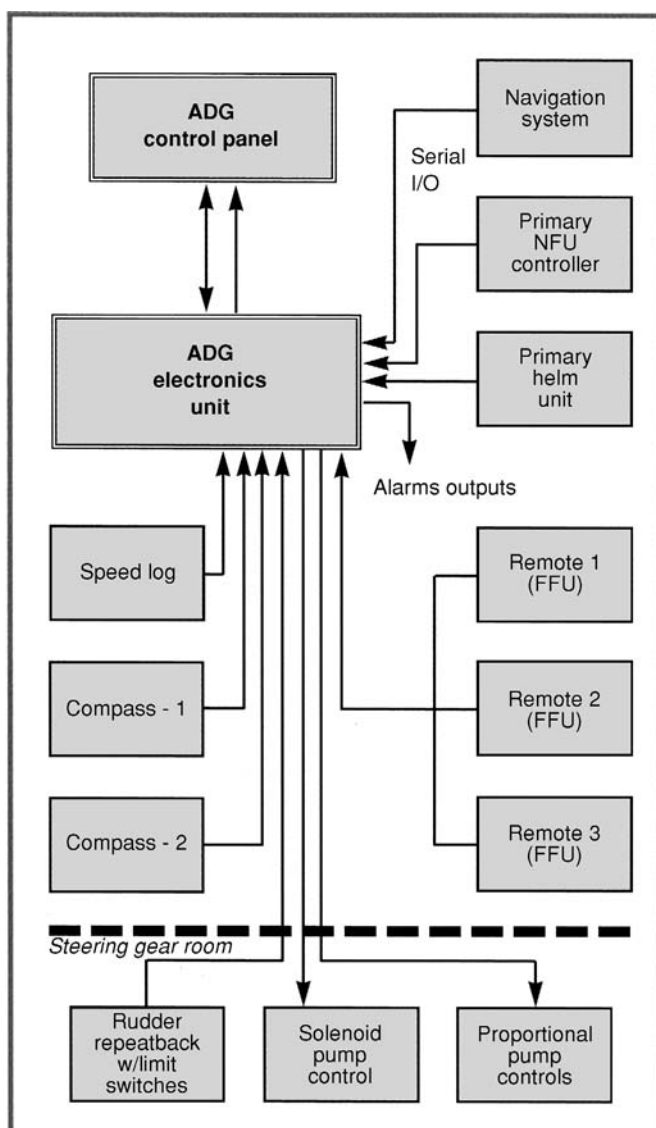 ADG
control panel
Navigation
system
Serial
I/O
Primary
NFU
controller
ADG
electronics
unit
Primary
helm
unit
Alarms outputs
Speed log
Remote 1
(FFU)
Compass - 1
Remote 2
(FFU)
Compass - 2
Remote 3
(FFU)
Steering gear room
Rudder
repeatback
w/limit
switches
Solenoid
pump
control
Proportional
pump
controls